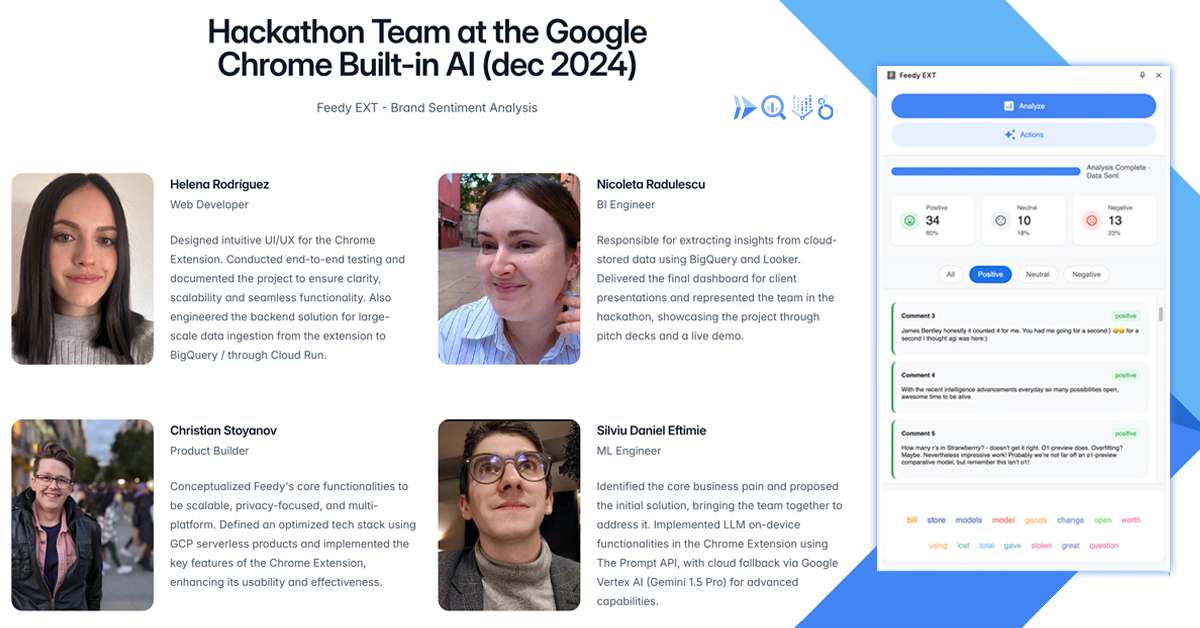 Hackathon Team at the Google
Chrome Built-in AI (dec 2024)
Feedy EXT - Brand Sentiment Analysis
Helena Rodríguez
Web Developer
Designed intuitive UI/UX for the Chrome
Extension. Conducted end-to-end testing and
documented the project to ensure clarity,
scalability and seamless functionality. Also
engineered the backend solution for large-
scale data ingestion from the extension to
BigQuery / through Cloud Run.
Nicoleta Radulescu
BI Engineer
Responsible for extracting insights from cloud-
stored data using BigQuery and Looker.
Delivered the final dashboard for client
presentations and represented the team in the
hackathon, showcasing the project through
pitch decks and a live demo.
Christian Stoyanov
Product Builder
Conceptualized Feedy's core functionalities to
be scalable, privacy-focused, and multi-
platform. Defined an optimized tech stack using
GCP serverless products and implemented the
key features of the Chrome Extension,
enhancing its usability and effectiveness.
Silviu Daniel Eftimie
ML Engineer
Identified the core business pain and proposed
the initial solution, bringing the team together to
address it. Implemented LLM on-device
functionalities in the Chrome Extension using
The Prompt API, with cloud fallback via Google
Vertex AI (Gemini 1.5 Pro) for advanced
capabilities.
F Feedy EXT
Analyze
Actions
Analysis Complete -
Data Sent
Positive
34
60%
Neutral
10
18%
Negative
13
23%
All Positive Neutral Negative
Comment 3 positive
James Bentley honestly it counted 4 for me. You had me going for a second:) 😄😄 for a
second I thought agi was here:)
Comment 4 positive
With the recent intelligence advancements everyday so many possibilities open,
awesome time to be alive.
Comment 5 positive
How many r's in Stranwberrry? - doesn't get it right. O1-preview does. Overfitting?
Maybe. Nevertheless impressive work! Probably we're not far off an o1-preview
comparative model, but remember this isn't o1!
bill store models model goods change open worth
using lost total gave stolen great question